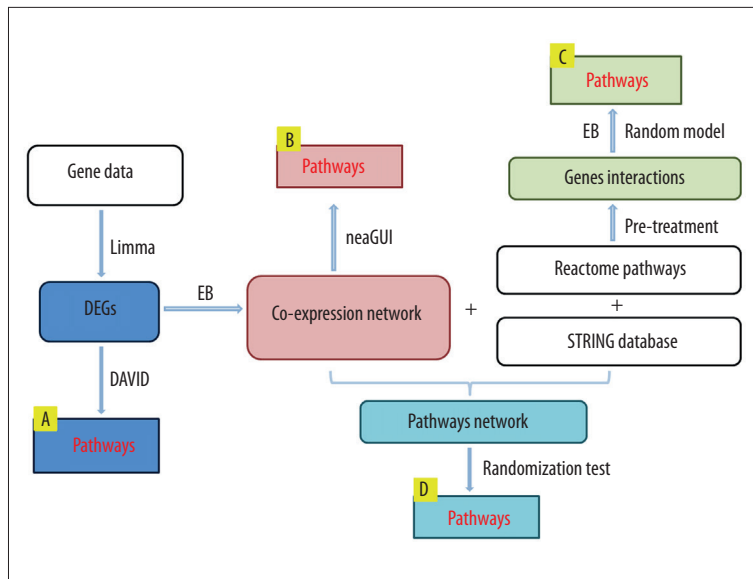 C
Pathways
EB
Random model
B
Pathways
Gene data
Genes interactions
neaGUI
Pre-treatment
Limma
Reactome pathways
EB
DEGs
Co-expression network
+
+
STRING database
DAVID
A
Pathways
Pathways network
Randomization test
D
Pathways